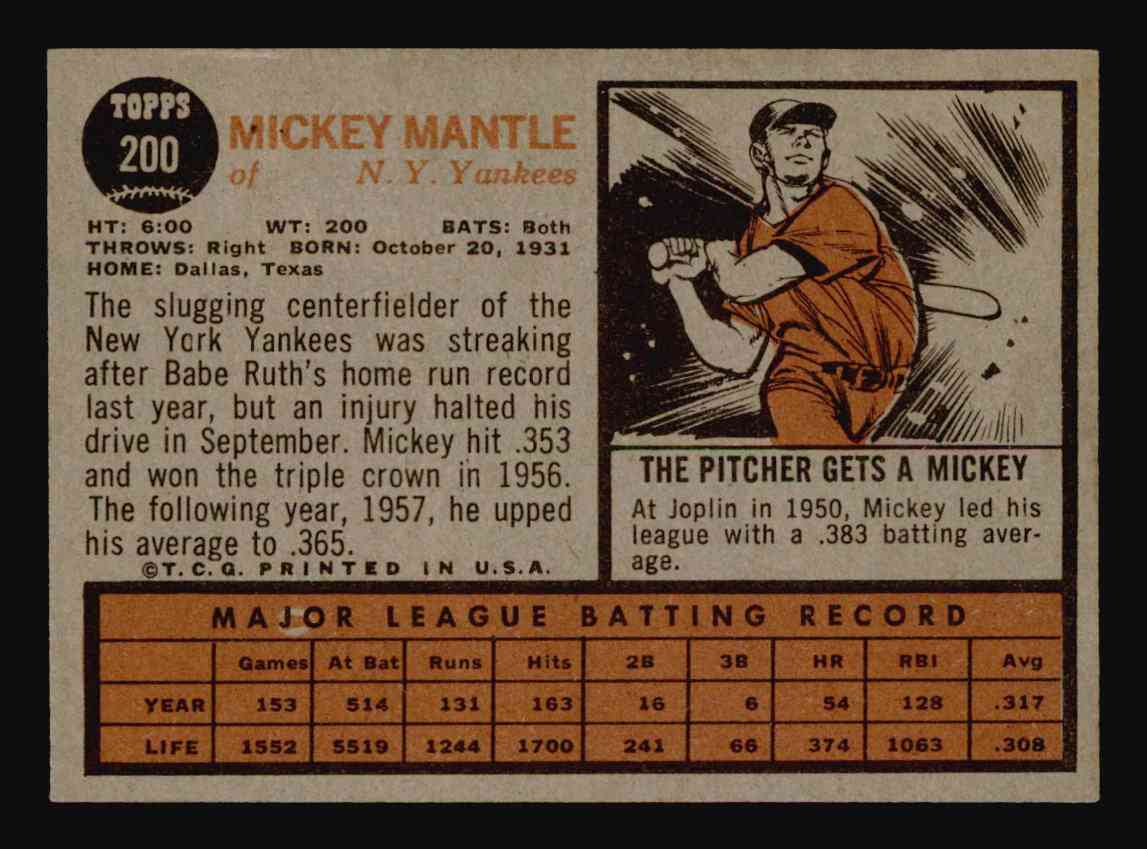 TOPPS
200
MICKEY MANTLE
of N. Y. Yankees
HT: 6:00 WT: 200 BATS: Both
THROWS: Right BORN: October 20, 1931
HOME: Dallas, Texas
The slugging centerfielder of the
New York Yankees was streaking
after Babe Ruth's home run record
last year, but an injury halted his
drive in September. Mickey hit .353
and won the triple crown in 1956.
The following year, 1957, he upped
his average to .365.
©T. C. G. PRINTED IN U.S.A.
THE PITCHER GETS A MICKEY
At Joplin in 1950, Mickey led his
league with a .383 batting aver-
age.
MAJOR LEAGUE BATTING RECORD
Games At Bat Runs Hits 2B 3B HR RBI Avg
YEAR 153 514 131 163 16 6 54 128 .317
LIFE 1552 5519 1244 1700 241 66 374 1063 .308